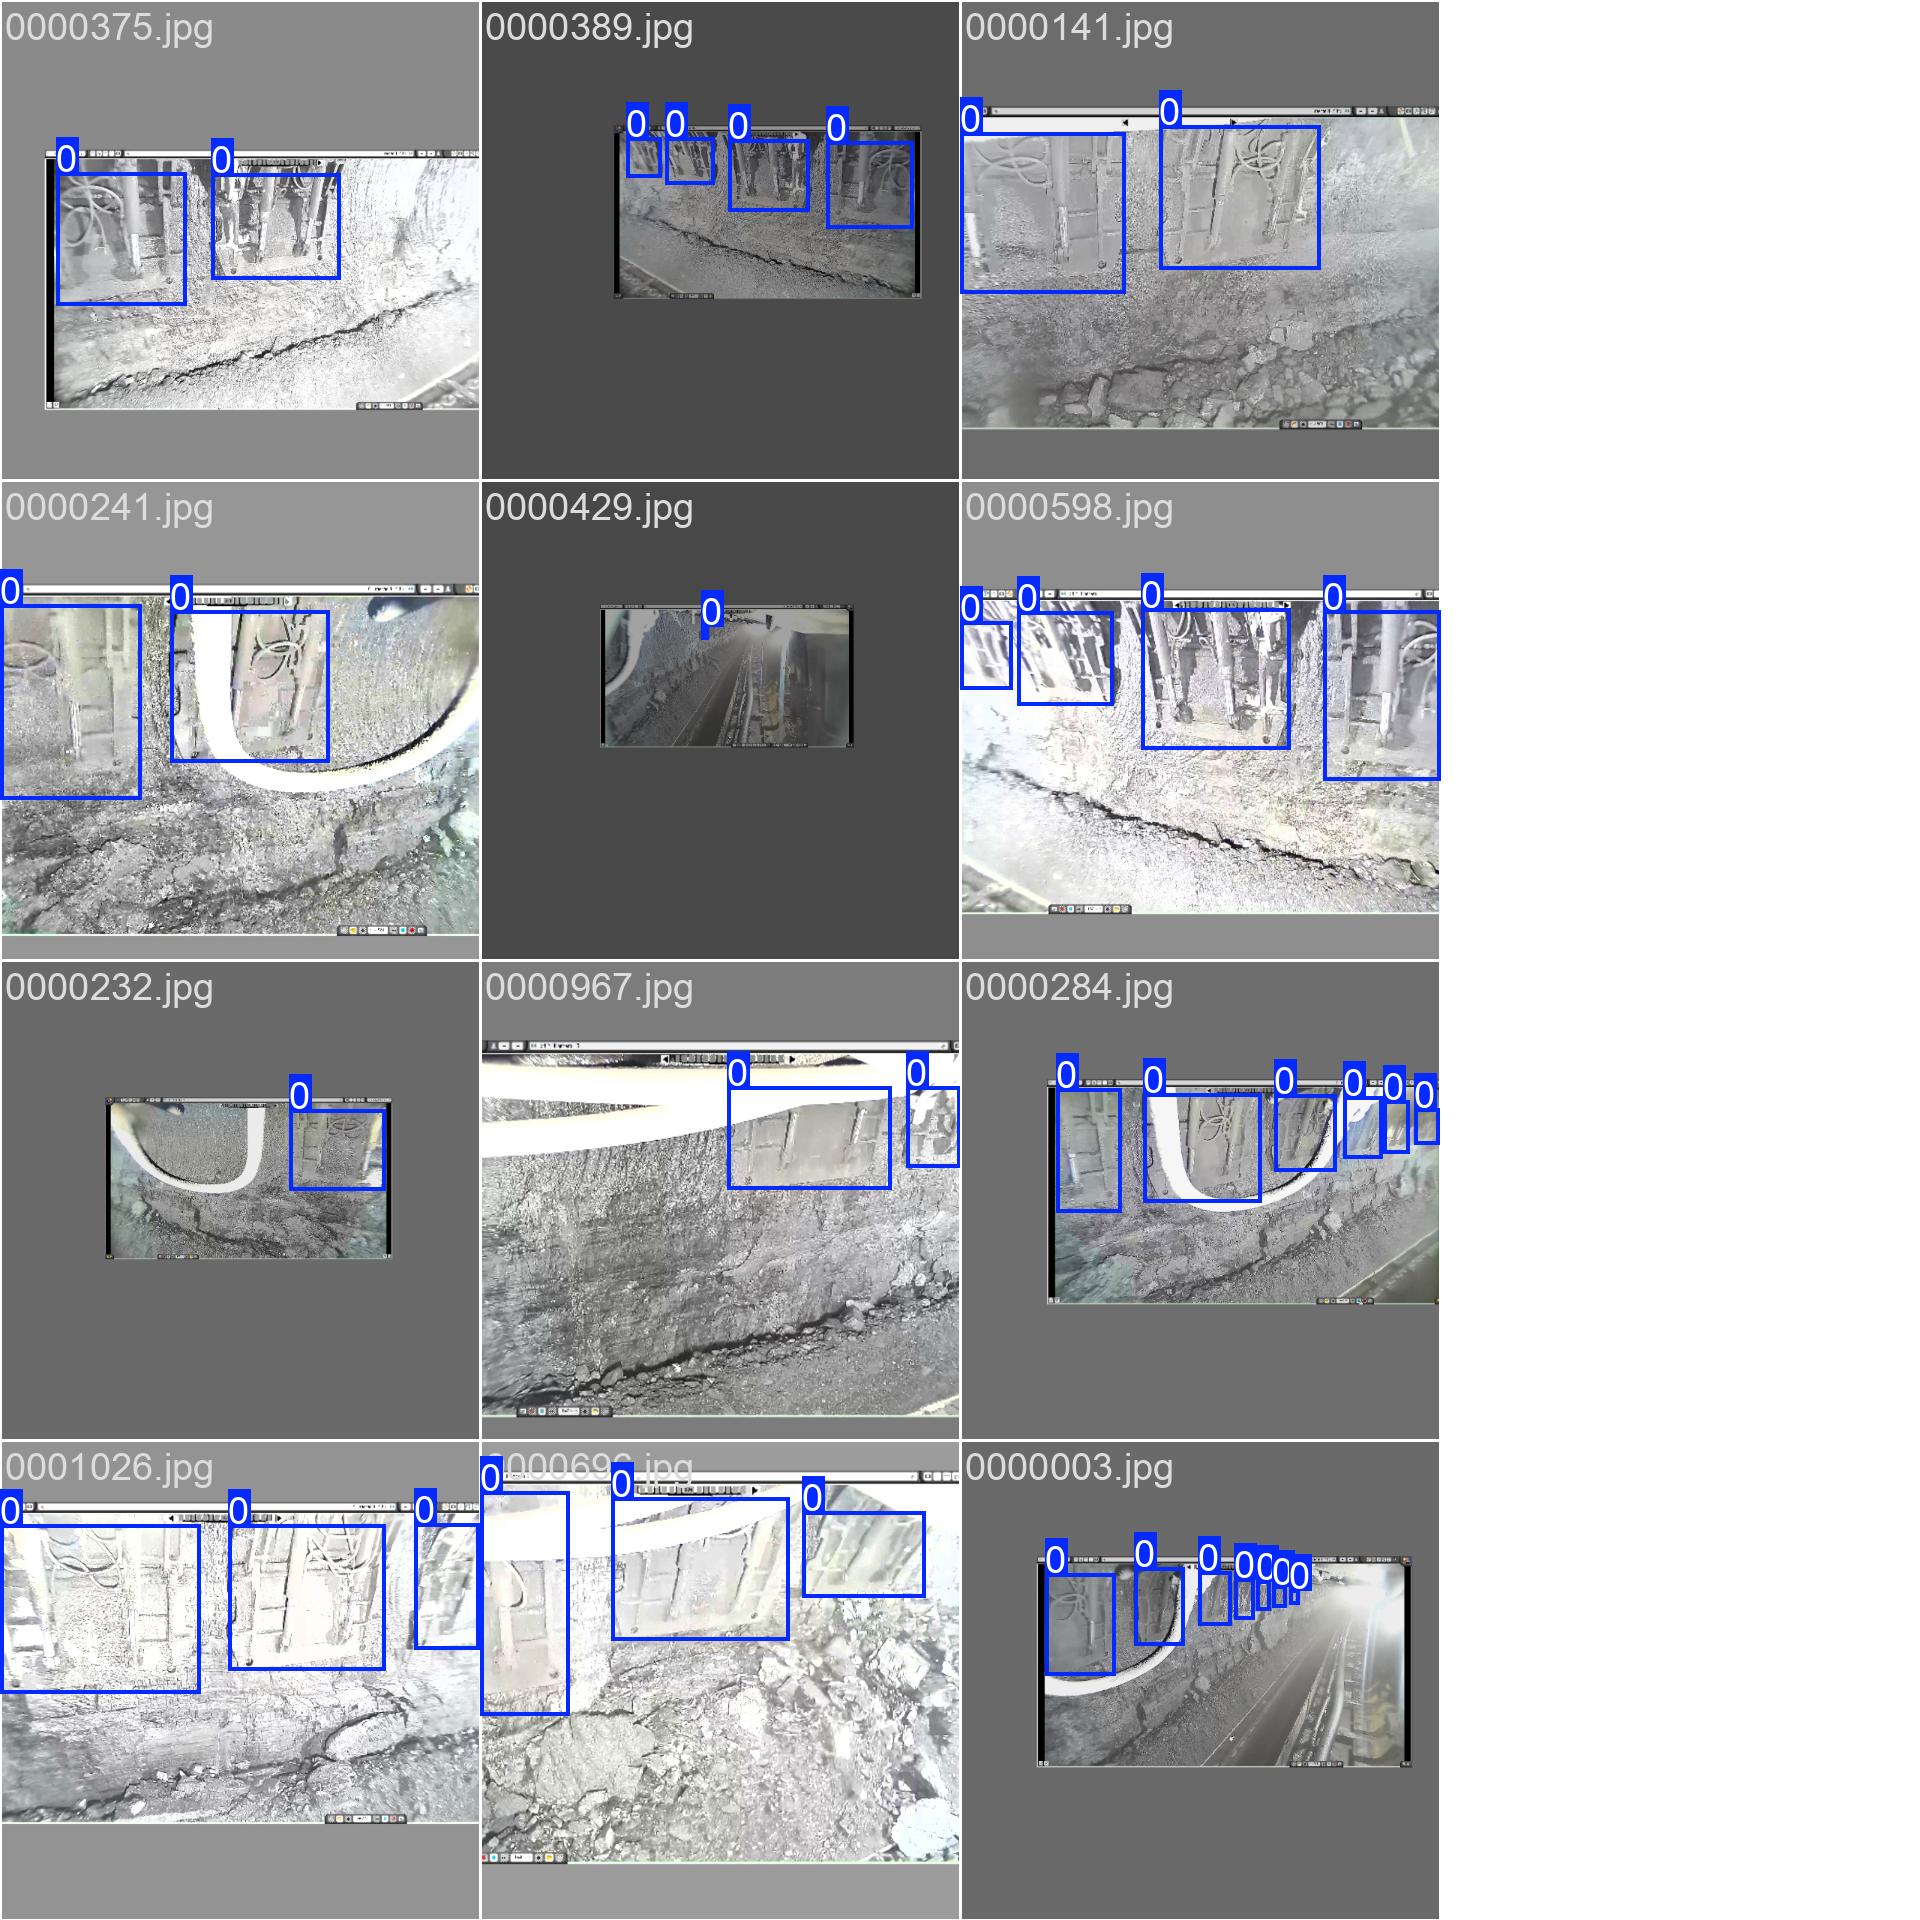 0000375.jpg
0000389.jpg
0000141.jpg
0 0
0 0 0 0
0 0
0000241.jpg
0000429.jpg
0000598.jpg
0 0
0
0 0 0 0
0000232.jpg
0000967.jpg
0000284.jpg
0
0 0
0 0 0 0 0 0
0001026.jpg
0000003.jpg
0 0 0
0 0 0
0 0 0 0 0 0 0